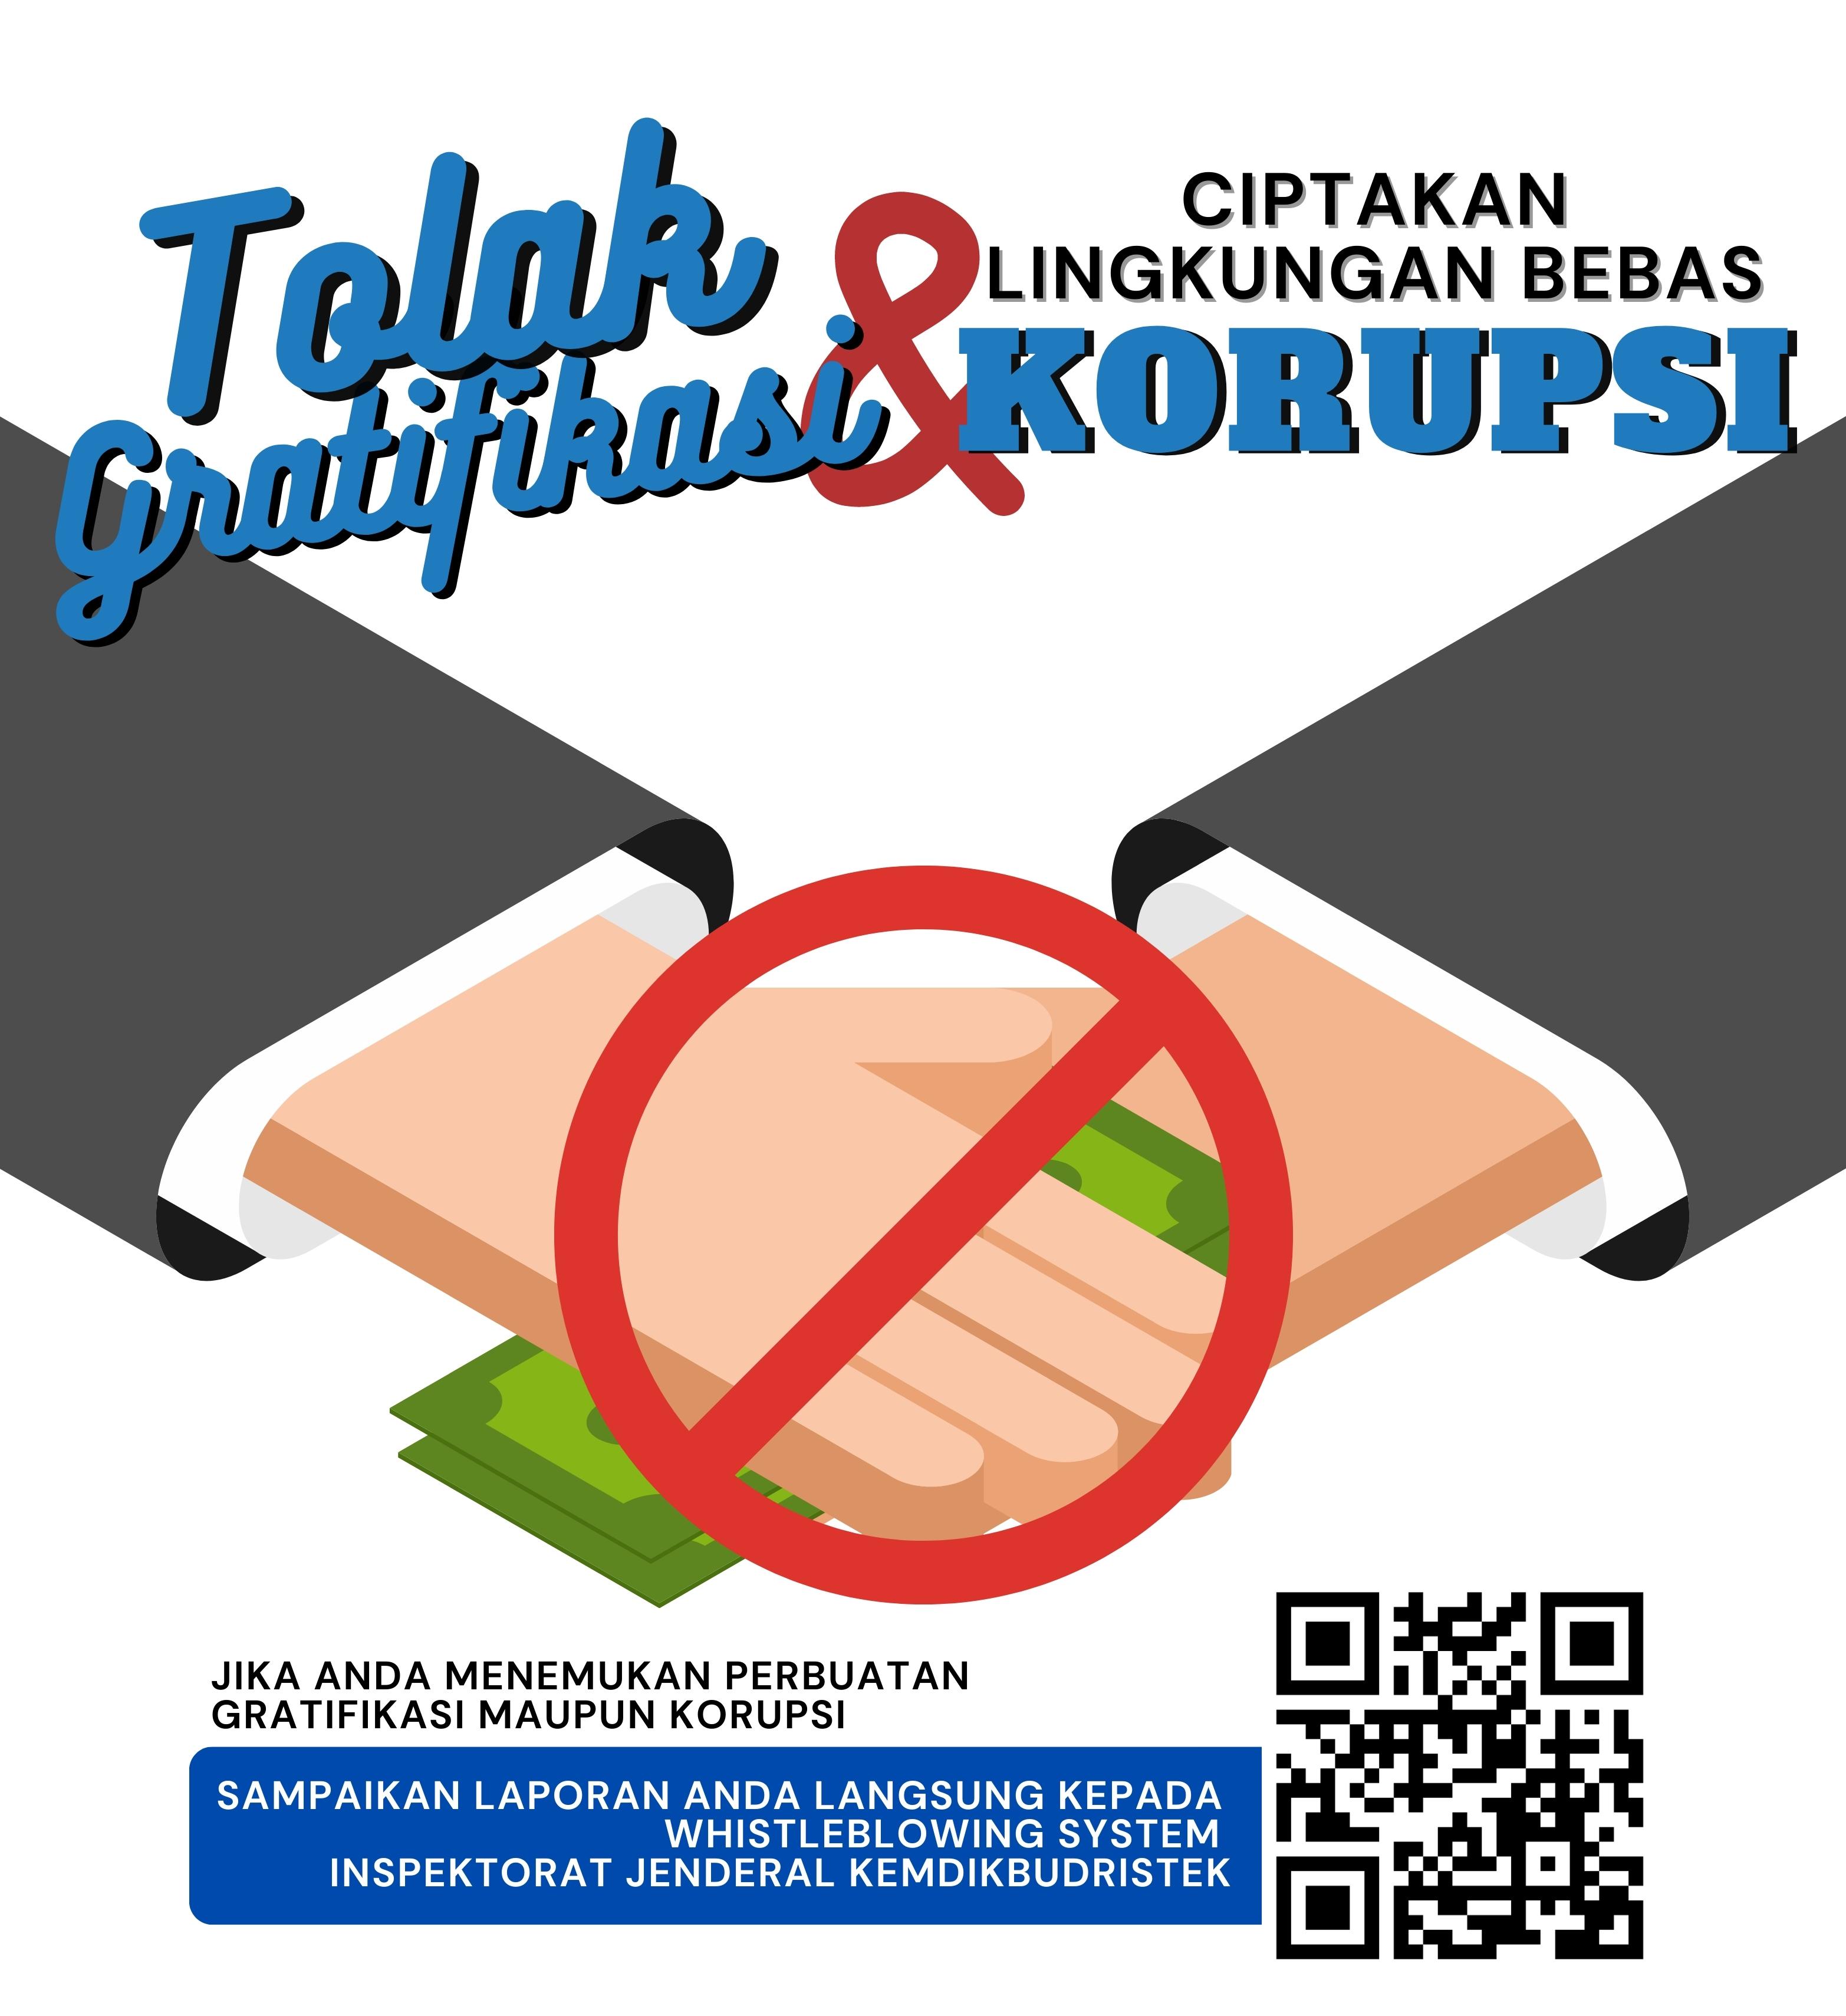 Tolak
Gratifikasi
&
CIPTAKAN
LINGKUNGAN BEBAS
KORUPSI
JIKA ANDA MENEMUKAN PERBUATAN
GRATIFIKASI MAUPUN KORUPSI
SAMPAIKAN LAPORAN ANDA LANGSUNG KEPADA
WHISTLEBLOWING SYSTEM
INSPEKTORAT JENDERAL KEMDIKBUDRISTEK